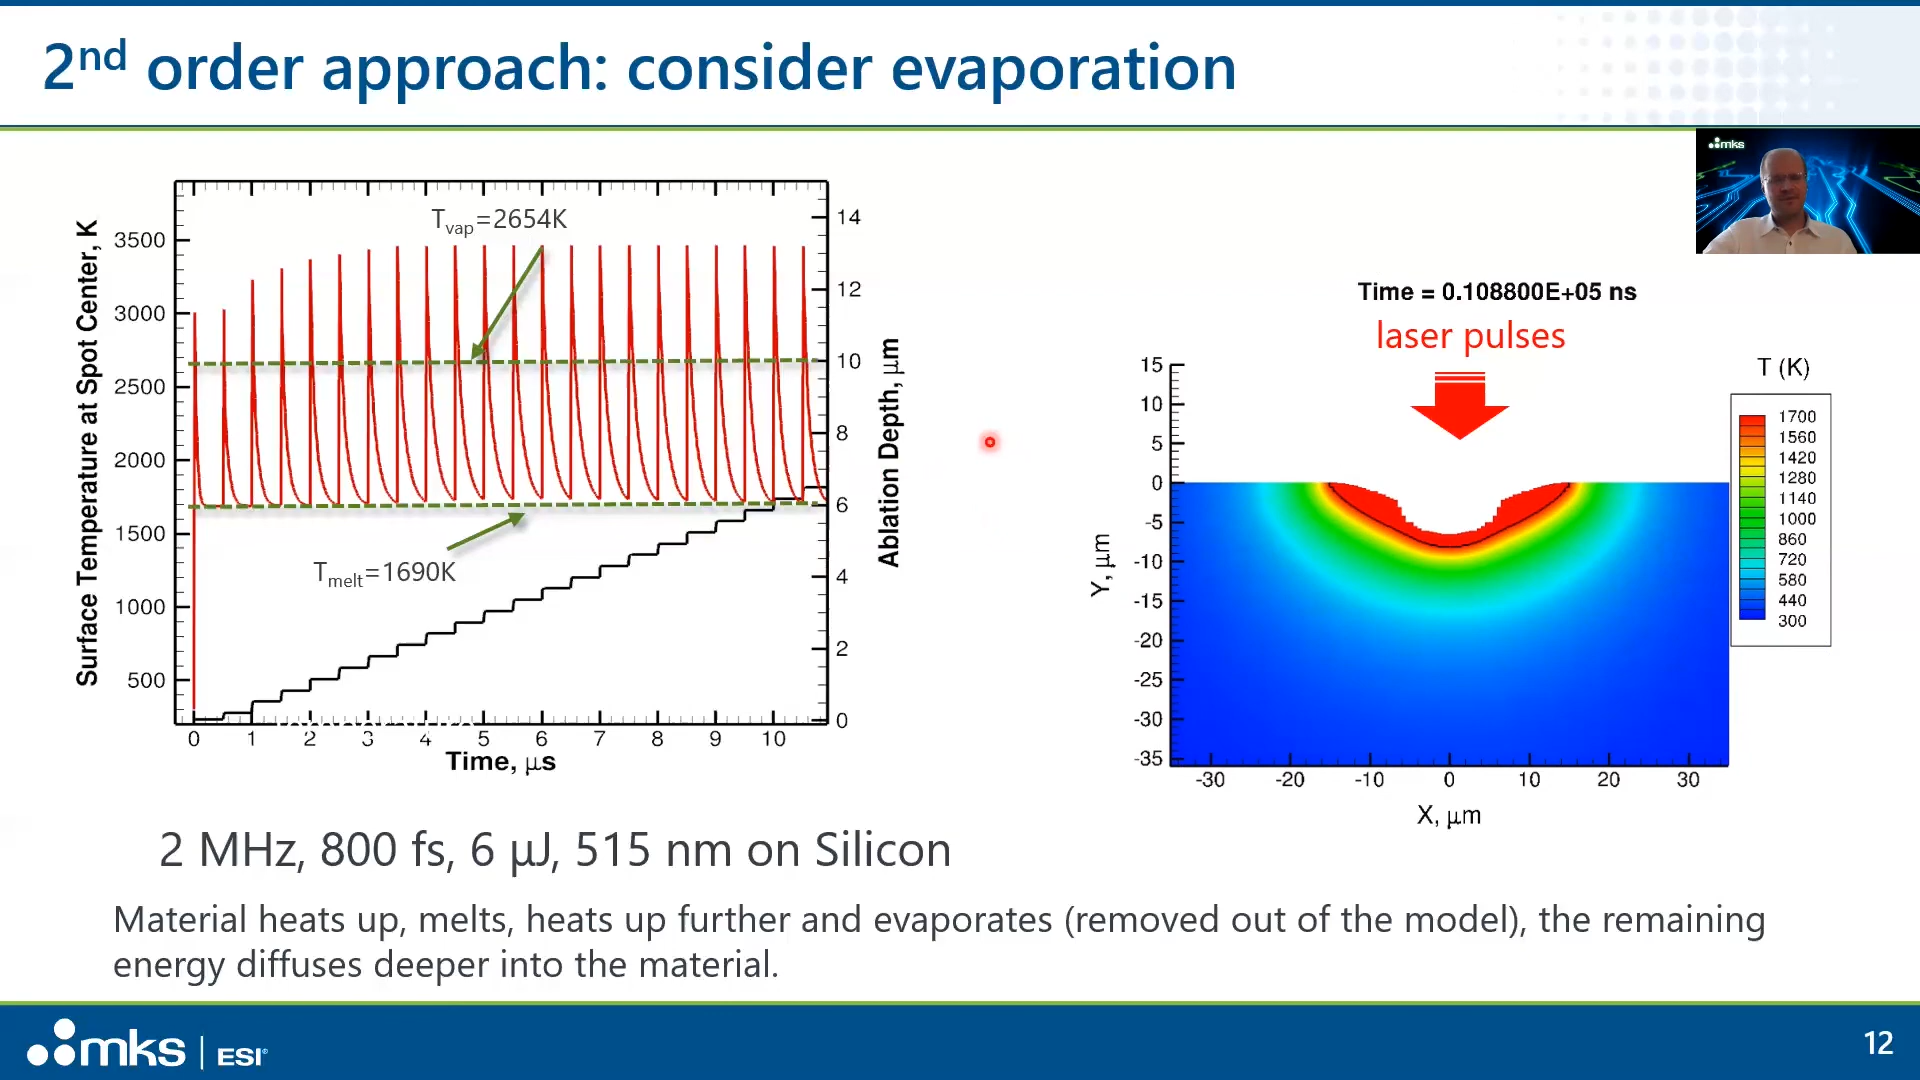 2nd order approach: consider evaporation
mks
Tvap=2654K
Surface Temperature at Spot Center, K
3500
3000
2500
2000
1500
1000
500
14
12
10
8
6
4
2
0
Ablation Depth, μm
Tmelt=1690K
0 1 2 3 4 5 6 7 8 9 10
Time, μs
Time = 0.108800E+05 ns
laser pulses
T (K)
1700
1560
1420
1280
1140
1000
860
720
580
440
300
15
10
5
0
-5
-10
-15
-20
-25
-30
-35
Y, μm
-30 -20 -10 0 10 20 30
X, μm
2 MHz, 800 fs, 6 µJ, 515 nm on Silicon
Material heats up, melts, heats up further and evaporates (removed out of the model), the remaining
energy diffuses deeper into the material.
mks | ESI®
12